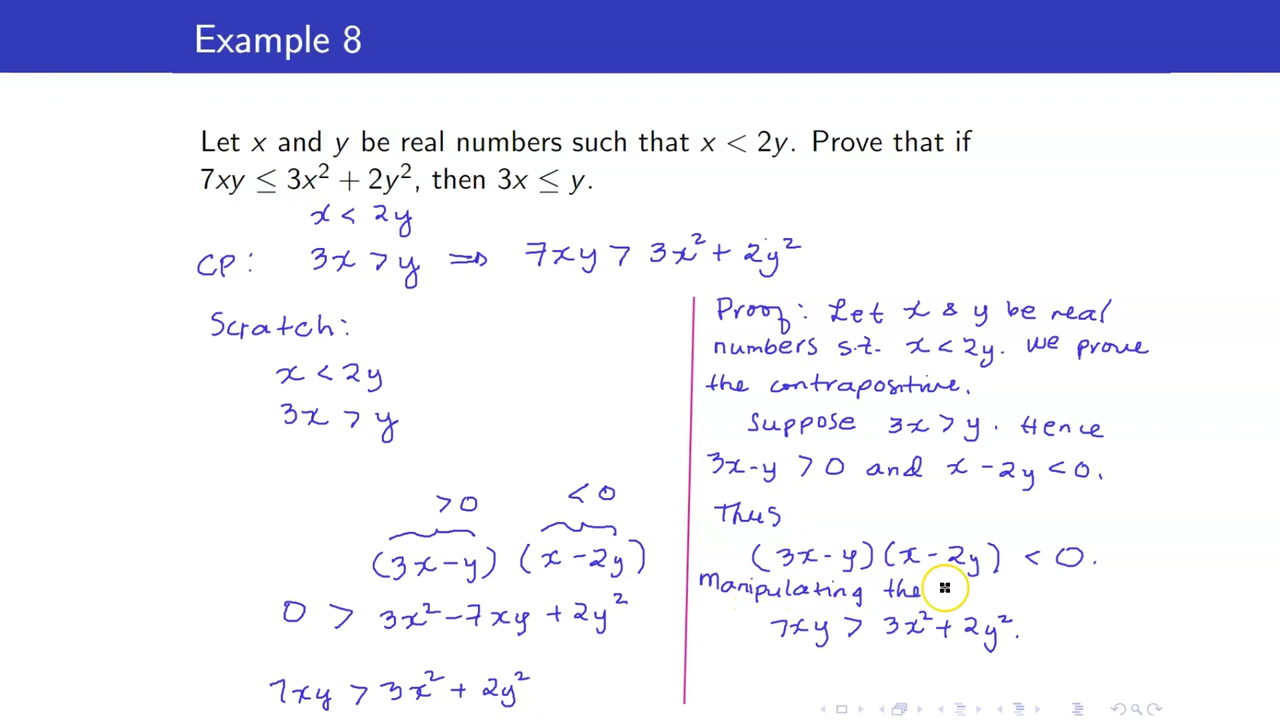 Example 8
Let x and y be real numbers such that x < 2y. Prove that if
7xy ≤ 3x² + 2y², then 3x ≤ y.
x < 2y
CP: 3x > y ⟹ 7xy > 3x² + 2y²
Scratch:
x < 2y
3x > y
>0 <0
(3x-y) (x-2y)
0 > 3x² - 7xy + 2y²
7xy > 3x² + 2y²
Proof: Let x & y be real
numbers s.t. x < 2y. We prove
the contrapositive.
Suppose 3x > y. Hence
3x-y > 0 and x-2y < 0.
Thus
(3x-y)(x-2y) < 0.
Manipulating the
7xy > 3x² + 2y².